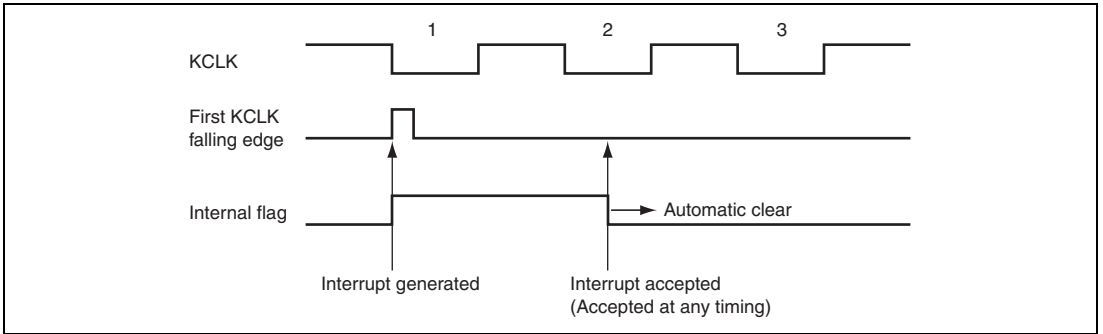 1 2 3
KCLK
First KCLK
falling edge
Internal flag
Automatic clear
Interrupt generated
Interrupt accepted
(Accepted at any timing)